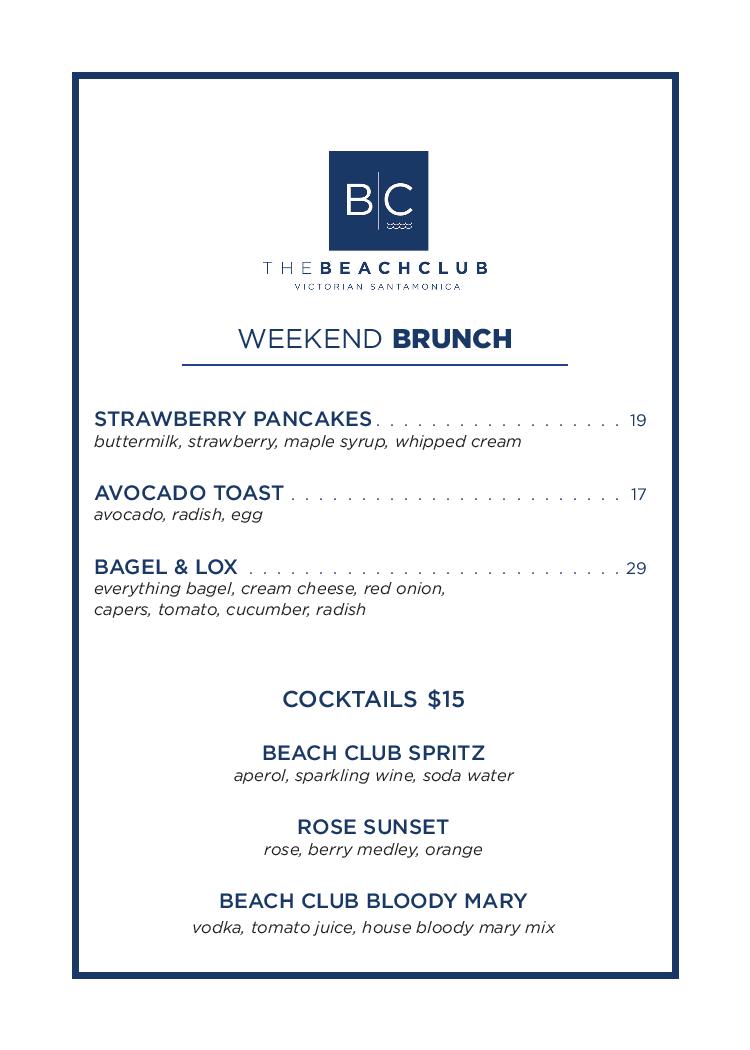 B|C
THEBEACHCLUB
VICTORIAN SANTAMONICA
WEEKEND BRUNCH
STRAWBERRY PANCAKES . . . . . . . . . . . . . . . . . . 19
buttermilk, strawberry, maple syrup, whipped cream
AVOCADO TOAST . . . . . . . . . . . . . . . . . . . . . . . . 17
avocado, radish, egg
BAGEL & LOX . . . . . . . . . . . . . . . . . . . . . . . . . . . 29
everything bagel, cream cheese, red onion,
capers, tomato, cucumber, radish
COCKTAILS $15
BEACH CLUB SPRITZ
aperol, sparkling wine, soda water
ROSE SUNSET
rose, berry medley, orange
BEACH CLUB BLOODY MARY
vodka, tomato juice, house bloody mary mix